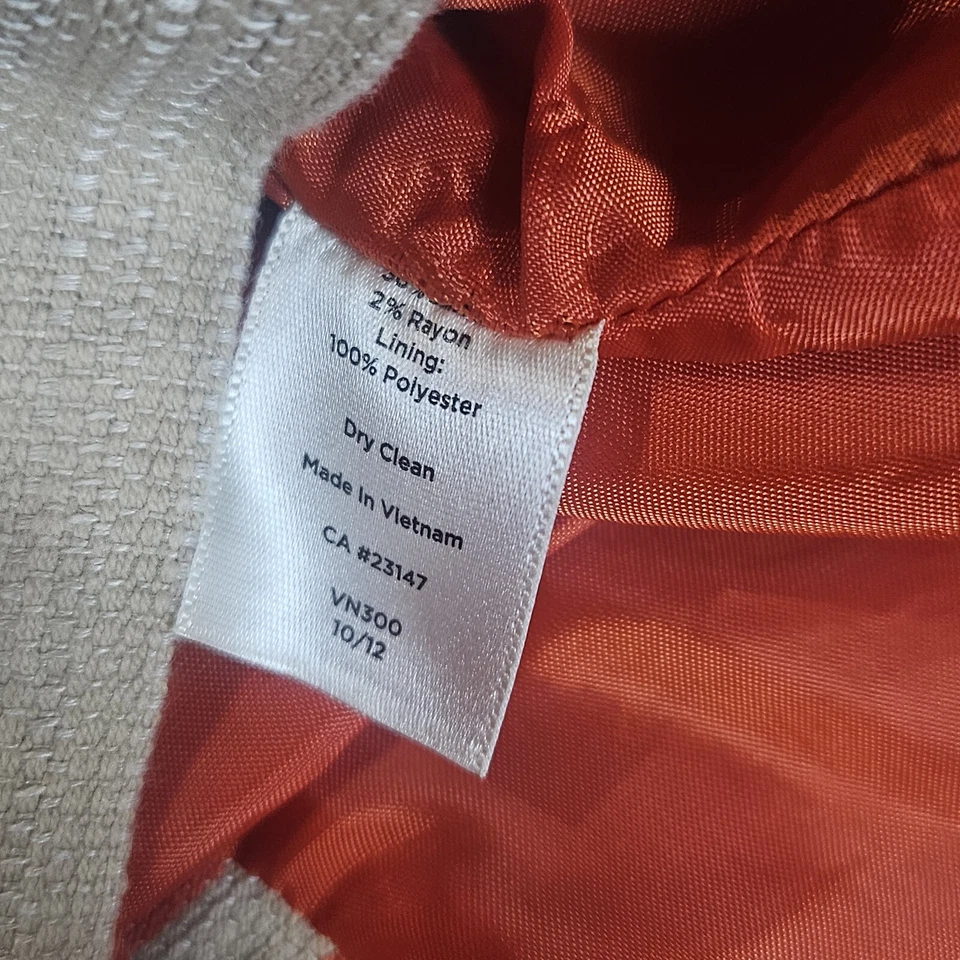 2% Rayon
Lining:
100% Polyester
Dry Clean
Made In Vietnam
CA #23147
VN300
10/12